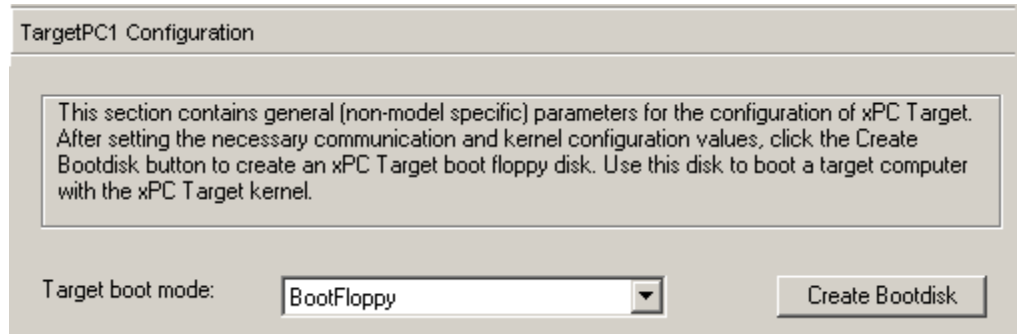 TargetPC1 Configuration
This section contains general (non-model specific) parameters for the configuration of xPC Target.
After setting the necessary communication and kernel configuration values, click the Create
Bootdisk button to create an xPC Target boot floppy disk. Use this disk to boot a target computer
with the xPC Target kernel.
Target boot mode: BootFloppy Create Bootdisk